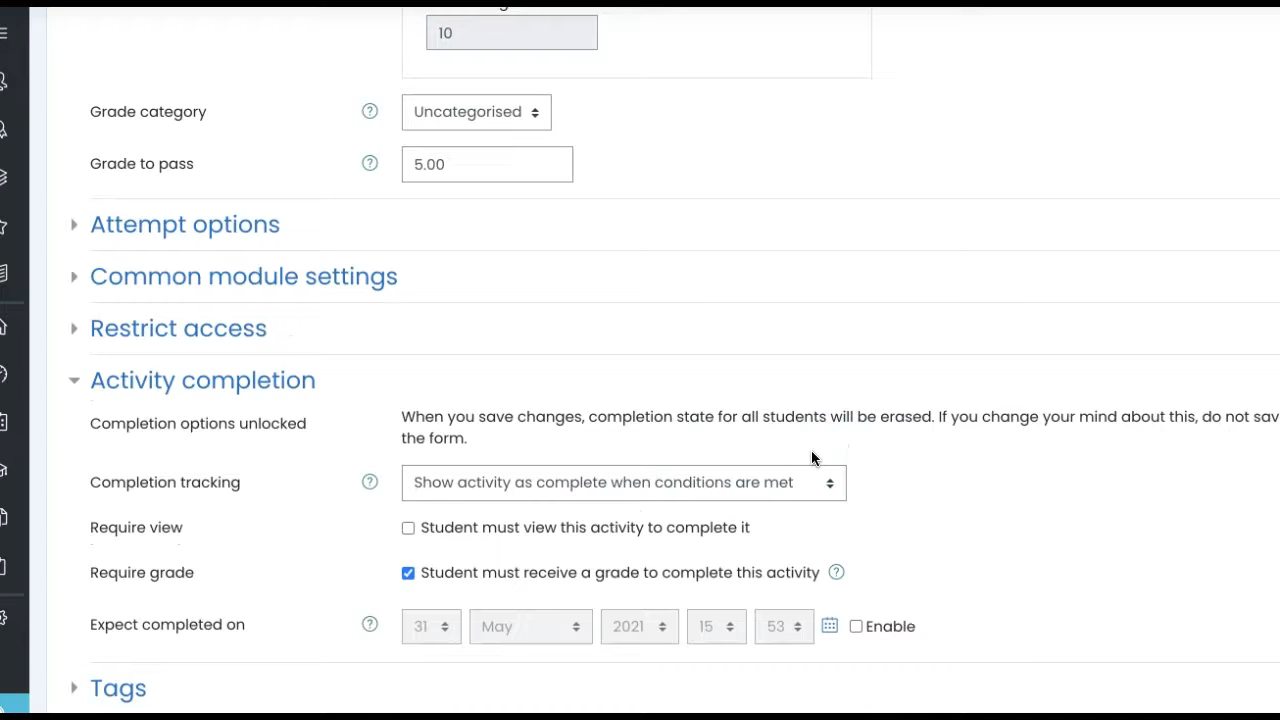 10
Grade category
Uncategorised
Grade to pass
5.00
Attempt options
Common module settings
Restrict access
Activity completion
Completion options unlocked
When you save changes, completion state for all students will be erased. If you change your mind about this, do not sav
the form.
Completion tracking
Show activity as complete when conditions are met
Require view
Student must view this activity to complete it
Require grade
Student must receive a grade to complete this activity
Expect completed on
31 May 2021 15 53 Enable
Tags